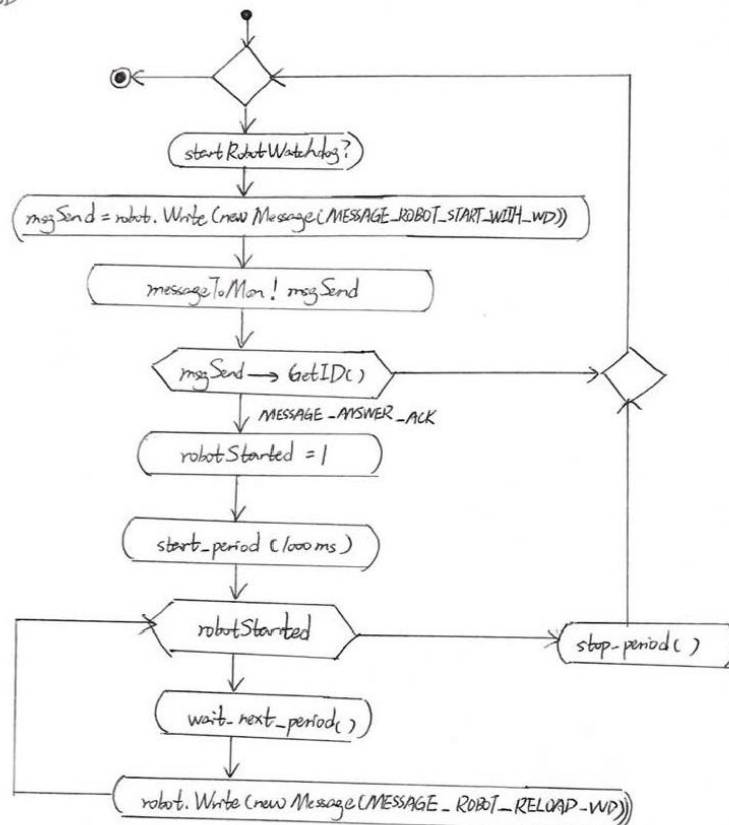 startRobotWatchdog?
msgSend = robot.Write(new Message(MESSAGE_ROBOT_START_WITH_WD))
messageToMon! msgSend
msgSend → GetID()
MESSAGE_ANSWER_ACK
robotStarted = 1
start_period (1000ms)
robotStarted
stop_period()
wait_next_period()
robot.Write(new Message(MESSAGE_ROBOT_RELOAD_WD))